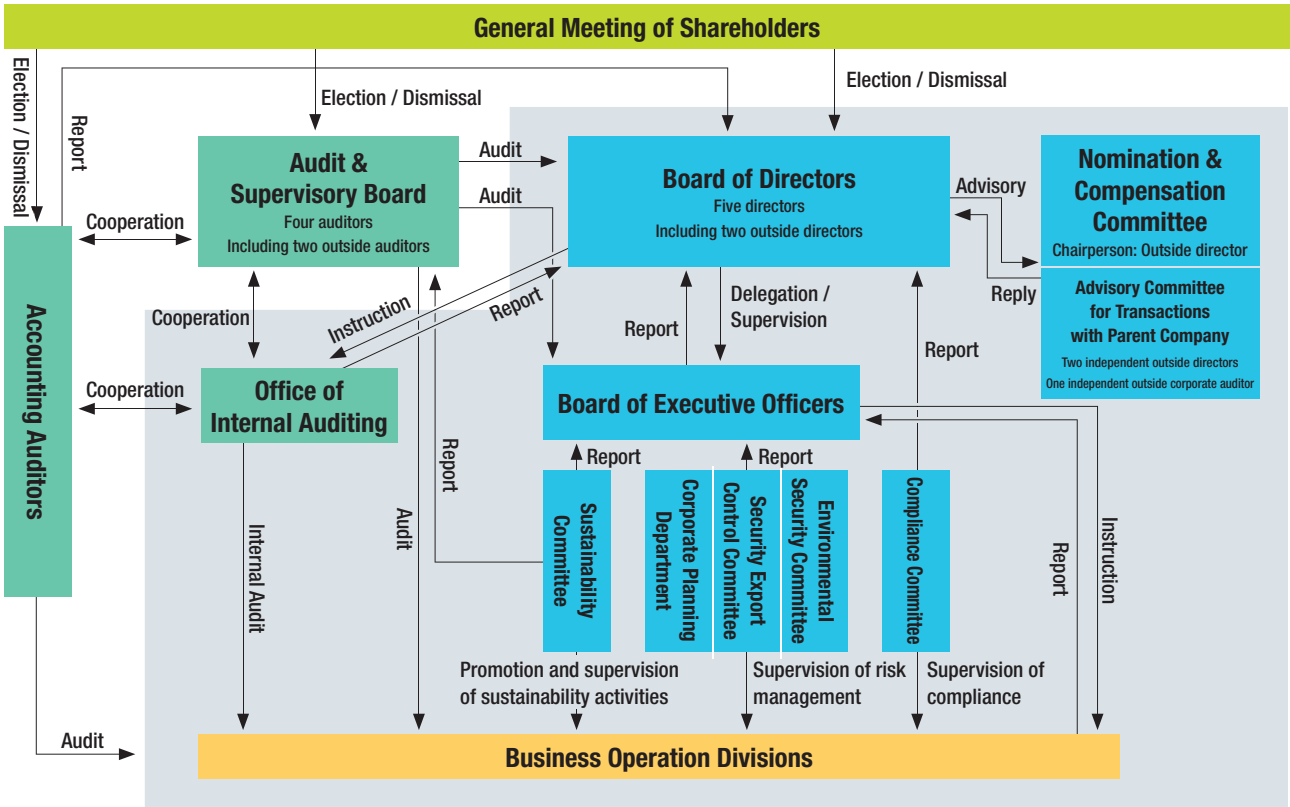 General Meeting of Shareholders
Election / Dismissal
Report
Election / Dismissal
Election / Dismissal
Audit &
Supervisory Board
Four auditors
Including two outside auditors
Audit
Audit
Board of Directors
Five directors
Including two outside directors
Advisory
Reply
Nomination &
Compensation
Committee
Chairperson: Outside director
Advisory Committee
for Transactions
with Parent Company
Two independent outside directors
One independent outside corporate auditor
Cooperation
Cooperation
Cooperation
Instruction
Report
Report
Delegation /
Supervision
Report
Accounting Auditors
Office of
Internal Auditing
Board of Executive Officers
Report
Report
Report
Internal Audit
Audit
Sustainability
Committee
Corporate Planning
Department
Security Export
Control Committee
Environmental
Security Committee
Compliance Committee
Report
Instruction
Promotion and supervision
of sustainability activities
Supervision of risk
management
Supervision of
compliance
Audit
Business Operation Divisions